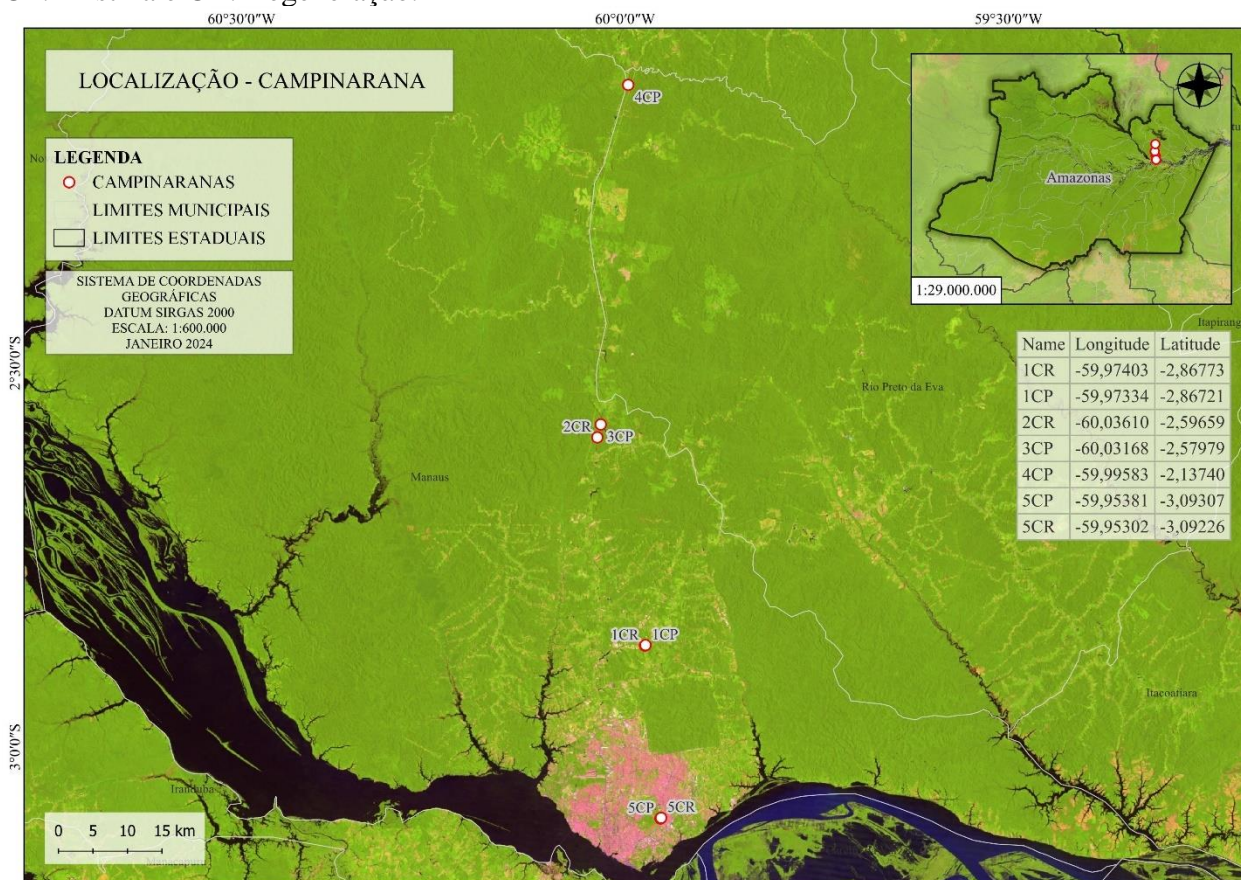 60°30'0"W 60°0'0"W 59°30'0"W
LOCALIZAÇÃO - CAMPINARANA
LEGENDA
CAMPINARANAS
LIMITES MUNICIPAIS
LIMITES ESTADUAIS
SISTEMA DE COORDENADAS
GEOGRÁFICAS
DATUM SIRGAS 2000
ESCALA: 1:600.000
JANEIRO 2024
4CP
Amazonas
1:29.000.000
Itapirang
2°30'0"S
Name Longitude Latitude
1CR -59,97403 -2,86773
1CP -59,97334 -2,86721
2CR -60,03610 -2,59659
3CP -60,03168 -2,57979
4CP -59,99583 -2,13740
5CP -59,95381 -3,09307
5CR -59,95302 -3,09226
Rio Preto da Eva
2CR 3CP
Manaus
1CR 1CP
Itacoatiara
3°0'0"S
Iranduba
5CP 5CR
0 5 10 15 km